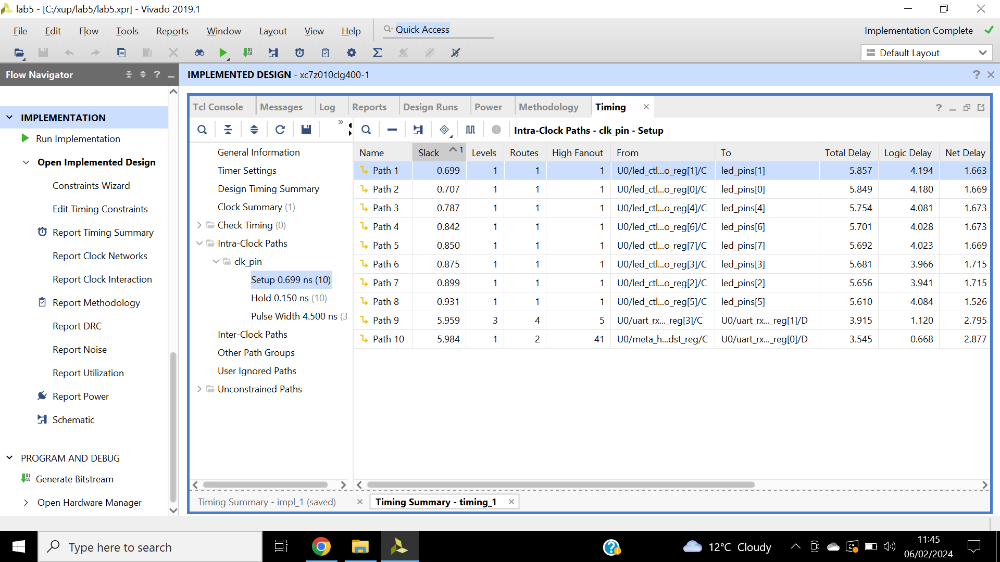 lab5 - [C:/xup/lab5/lab5.xpr] - Vivado 2019.1
File Edit Flow Tools Reports Window Layout View Help Quick Access Implementation Complete
Default Layout
Flow Navigator
IMPLEMENTED DESIGN - xc7z010clg400-1
IMPLEMENTATION
Run Implementation
Open Implemented Design
Constraints Wizard
Edit Timing Constraints
Report Timing Summary
Report Clock Networks
Report Clock Interaction
Report Methodology
Report DRC
Report Noise
Report Utilization
Report Power
Schematic
PROGRAM AND DEBUG
Generate Bitstream
Open Hardware Manager
Tcl Console Messages Log Reports Design Runs Power Methodology Timing
General Information
Timer Settings
Design Timing Summary
Clock Summary (1)
Check Timing (0)
Intra-Clock Paths
clk_pin
Setup 0.699 ns (10)
Hold 0.150 ns (10)
Pulse Width 4.500 ns (3
Inter-Clock Paths
Other Path Groups
User Ignored Paths
Unconstrained Paths
Intra-Clock Paths - clk_pin - Setup
Name Slack 1 Levels Routes High Fanout From To Total Delay Logic Delay Net Delay
Path 1 0.699 1 1 1 U0/led_ctl...o_reg[1]/C led_pins[1] 5.857 4.194 1.663
Path 2 0.707 1 1 1 U0/led_ctl...o_reg[0]/C led_pins[0] 5.849 4.180 1.669
Path 3 0.787 1 1 1 U0/led_ctl...o_reg[4]/C led_pins[4] 5.754 4.081 1.673
Path 4 0.842 1 1 1 U0/led_ctl...o_reg[6]/C led_pins[6] 5.701 4.028 1.673
Path 5 0.850 1 1 1 U0/led_ctl...o_reg[7]/C led_pins[7] 5.692 4.023 1.669
Path 6 0.875 1 1 1 U0/led_ctl...o_reg[3]/C led_pins[3] 5.681 3.966 1.715
Path 7 0.899 1 1 1 U0/led_ctl...o_reg[2]/C led_pins[2] 5.656 3.941 1.715
Path 8 0.931 1 1 1 U0/led_ctl...o_reg[5]/C led_pins[5] 5.610 4.084 1.526
Path 9 5.959 3 4 5 U0/uart_rx..._reg[3]/C U0/uart_rx..._reg[1]/D 3.915 1.120 2.795
Path 10 5.984 1 2 41 U0/meta_h...dst_reg/C U0/uart_rx..._reg[0]/D 3.545 0.668 2.877
Timing Summary - impl_1 (saved) Timing Summary - timing_1
Type here to search
12°C Cloudy
11:45
06/02/2024